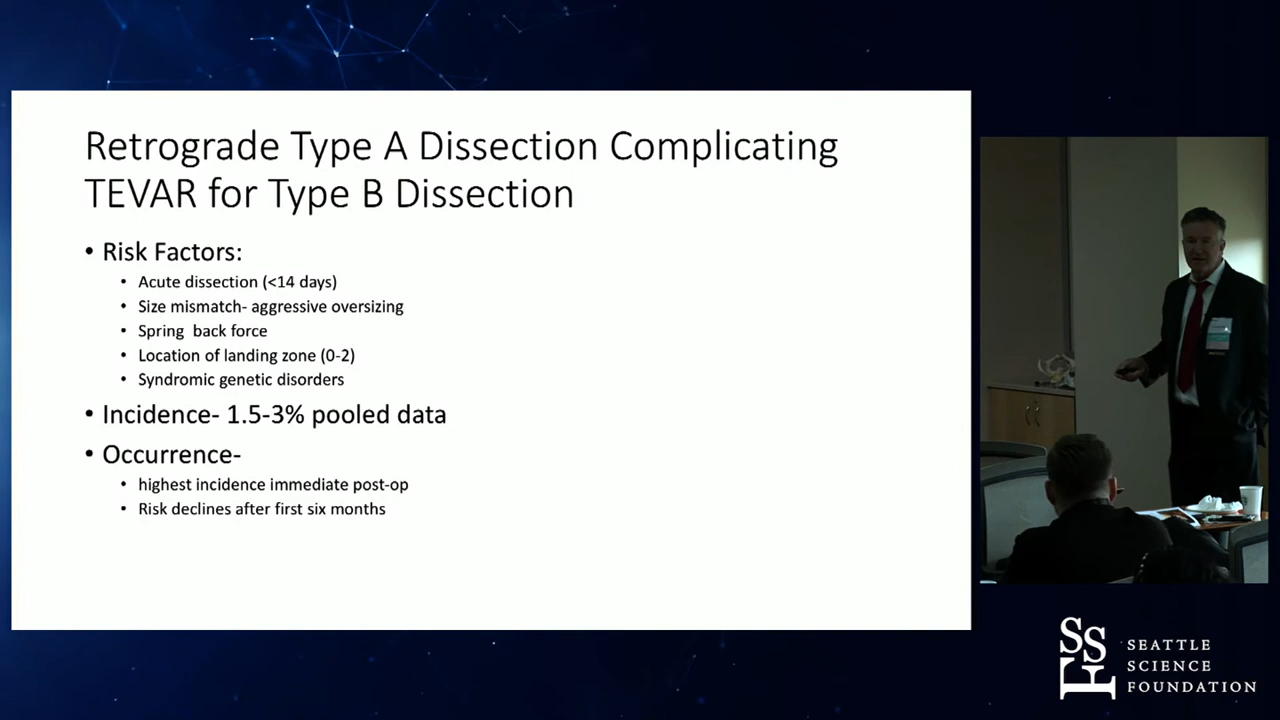 Retrograde Type A Dissection Complicating
TEVAR for Type B Dissection
• Risk Factors:
• Acute dissection (<14 days)
• Size mismatch- aggressive oversizing
• Spring back force
• Location of landing zone (0-2)
• Syndromic genetic disorders
• Incidence- 1.5-3% pooled data
• Occurrence-
• highest incidence immediate post-op
• Risk declines after first six months
SSF
SEATTLE
SCIENCE
FOUNDATION